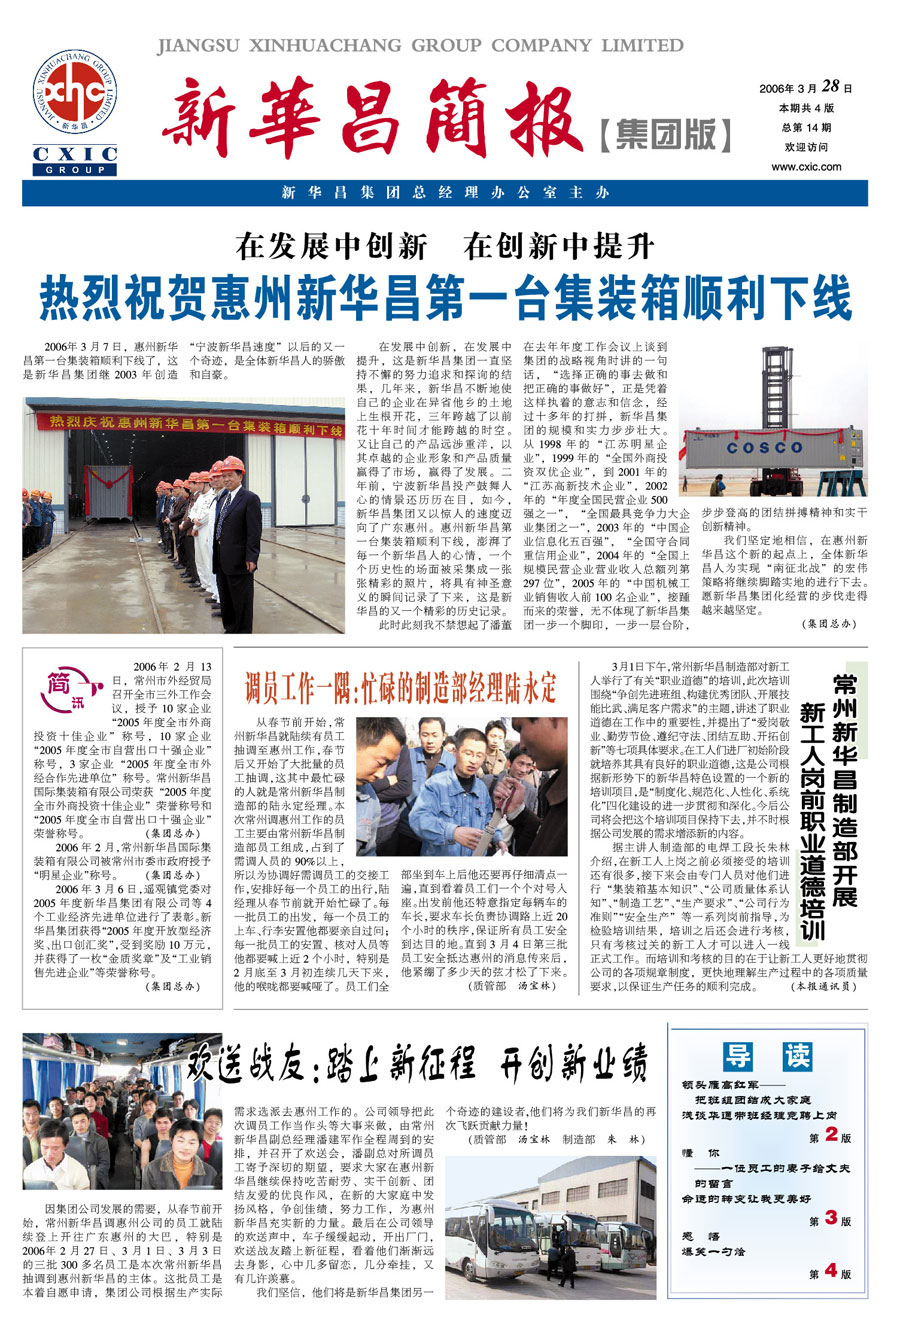 JIANGSU XINHUACHANG GROUP COMPANY LIMITED
JIANGSU XINHUACHANG GROUP LIMITED
xhc
·新华昌·
CXIC
GROUP
新華昌簡报【集团版】
2006年3月28日
本期共4版
总第14期
欢迎访问
www.cxic.com
新华昌集团总经理办公室主办
在发展中创新 在创新中提升
热烈祝贺惠州新华昌第一台集装箱顺利下线
2006年3月7日，惠州新华
昌第一台集装箱顺利下线了，这
是新华昌集团继2003年创造
“宁波新华昌速度”以后的又一
个奇迹，是全体新华昌人的骄傲
和自豪。
热烈庆祝惠州新华昌第一台集装箱顺利下线
在发展中创新，在发展中
提升，这是新华昌集团一直坚
持不懈的努力追求和探询的结
果，几年来，新华昌不断地使
自己的企业在异省他乡的土地
上生根开花，三年跨越了以前
花十年时间才能跨越的时空。
又让自己的产品远涉重洋，以
其卓越的企业形象和产品质量
赢得了市场，赢得了发展。二
年前，宁波新华昌投产鼓舞人
心的情景还历历在目，如今，
新华昌集团又以惊人的速度迈
向了广东惠州。惠州新华昌第
一台集装箱顺利下线，澎湃了
每一个新华昌人的心情，一个
个历史性的场面被采集成一张
张精彩的照片，将具有神圣意
义的瞬间记录了下来，这是新
华昌的又一个精彩的历史记录。
此时此刻我不禁想起了潘董
在去年年度工作会议上谈到
集团的战略视角时讲的一句
话，“选择正确的事去做和
把正确的事做好”，正是凭着
这样执着的意志和信念，经
过十多年的打拼，新华昌集
团的规模和实力步步壮大。
从1998年的“江苏明星企
业”，1999年的“全国外商投
资双优企业”，到2001年的
“江苏高新技术企业”，2002
年的“年度全国民营企业500
强之一”，“全国最具竞争力大企
业集团之一”，2003年的“中国企
业信息化五百强”，“全国守合同
重信用企业”，2004年的“全国上
规模民营企业营业收入总额列第
297位”，2005年的“中国机械工
业销售收入前100名企业”，接踵
而来的荣誉，无不体现了新华昌集
团一步一个脚印，一步一层台阶，
COSCO
步步登高的团结拼搏精神和实干
创新精神。
我们坚定地相信，在惠州新
华昌这个新的起点上，全体新华
昌人为实现“南征北战”的宏伟
策略将继续脚踏实地的进行下去。
愿新华昌集团化经营的步伐走得
越来越坚定。
（集团总办）
简讯
2006年2月13
日，常州市外经贸局
召开全市三外工作会
议，授予10家企业
“2005年度全市外商
投资十佳企业”称号，10家企业
“2005年度全市自营出口十强企业”
称号，3家企业“2005年度全市外
经合作先进单位”称号。常州新华昌
国际集装箱有限公司荣获“2005年度
全市外商投资十佳企业”荣誉称号和
“2005年度全市自营出口十强企业”
荣誉称号。（集团总办）
2006年2月,常州新华昌国际集
装箱有限公司被常州市委市政府授予
“明星企业”称号。（集团总办）
2006年3月6日,遥观镇党委对
2005年度新华昌集团有限公司等4
个工业经济先进单位进行了表彰。新
华昌集团获得“2005年度开放型经济
奖、出口创汇奖”,受到奖励10万元，
并获得了一枚“金质奖章”及“工业销
售先进企业”等荣誉称号。
（集团总办）
调员工作一隅:忙碌的制造部经理陆永定
从春节前开始,常
州新华昌就陆续有员工
抽调至惠州工作,春节
后又开始了大批量的员
工抽调，这其中最忙碌
的人就是常州新华昌制
造部的陆永定经理。本
次常州调惠州工作的员
工主要由常州新华昌制
造部员工组成,占到了
需调人员的90%以上，
所以为协调好需调员工的交接工
作,安排好每一个员工的出行,陆
经理从春节前就开始忙碌了。每
一批员工的出发，每一个员工的
上车、行李安置他都要亲自过问；
每一批员工的安置、核对人员等
他都要喊上近2个小时，特别是
2月底至3月初连续几天下来，
他的喉咙都要喊哑了。员工们全
部坐到车上后他还要再仔细清点一
遍,直到看着员工们一个个对号入
座。出发前他还特意指定每辆车的
车长,要求车长负责协调路上近20
个小时的秩序,保证所有员工安全
到达目的地。直到3月4日第三批
员工安全抵达惠州的消息传来后，
他紧绷了多少天的弦才松了下来。
（质管部 汤宝林）
常州新华昌制造部开展
新工人岗前职业道德培训
3月1日下午,常州新华昌制造部对新工
人举行了有关“职业道德”的培训,此次培训
围绕“争创先进班组、构建优秀团队、开展技
能比武、满足客户需求”的主题,讲述了职业
道德在工作中的重要性,并提出了“爱岗敬
业、勤劳节俭、遵纪守法、团结互助、开拓创
新”等七项具体要求。在工人们进厂初始阶段
就培养其具有良好的职业道德,这是公司根
据新形势下的新华昌特色设置的一个新的
培训项目,是“制度化、规范化、人性化、系统
化”四化建设的进一步贯彻和深化。今后公
司将会把这个培训项目保持下去,并不时根
据公司发展的需求增添新的内容。
据主讲人制造部的电焊工段长朱林
介绍,在新工人上岗之前必须接受的培训
还有很多,接下来会由专门人员对他们进
行“集装箱基本知识”、“公司质量体系认
知”、“制造工艺”、“生产要求”、“公司行为
准则”“安全生产”等一系列岗前指导,为
检验培训结果，培训之后还会进行考核,
只有考核过关的新工人才可以进入一线
正式工作。而培训和考核的目的在于让新工人更好地贯彻
公司的各项规章制度，更快地理解生产过程中的各项质量
要求,以保证生产任务的顺利完成。（本报通讯员）
欢送战友:踏上新征程 开创新业绩
因集团公司发展的需要，从春节前开
始，常州新华昌调惠州公司的员工就陆
续登上开往广东惠州的大巴，特别是
2006年2月27日、3月1日、3月3日
的三批300多名员工是本次常州新华昌
抽调到惠州新华昌的主体。这批员工是
本着自愿申请，集团公司根据生产实际
需求选派去惠州工作的。公司领导把此
次调员工作当作头等大事来做，由常州
新华昌副总经理潘建军作全程周到的安
排，并召开了欢送会，潘副总对所调员
工寄予深切的期望，要求大家在惠州新
华昌继续保持吃苦耐劳、实干创新、团
结友爱的优良作风，在新的大家庭中发
扬风格，争创佳绩，努力工作，为惠州
新华昌充实新的力量。最后在公司领导
的欢送声中，车子缓缓起动，开出厂门，
欢送战友踏上新征程，看着他们渐渐远
去身影，心中几多留恋，几分牵挂，又
有几许羡慕。
我们坚信，他们将是新华昌集团另一
个奇迹的建设者,他们将为我们新华昌的再
次飞跃贡献力量！
（质管部 汤宝林 制造部 朱 林）
导读
领头雁高红军——
把班组团结成大家庭
浅谈华通带班经理竞聘上岗
第2版
懂 你
——一位员工的妻子给丈夫
的留言
命运的转变让我更美好
第3版
感 悟
爆笑一勺烩
第4版